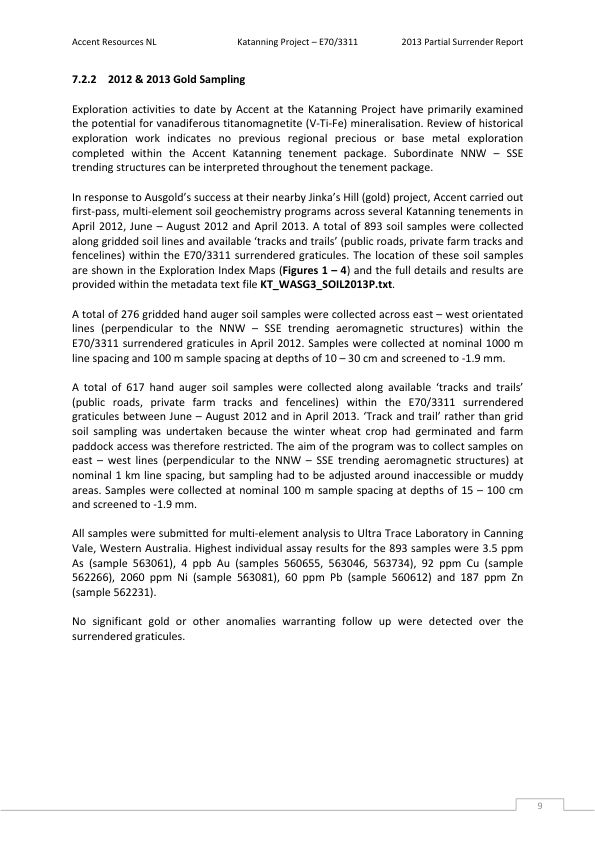 Accent Resources NL Katanning Project – E70/3311 2013 Partial Surrender Report
7.2.2 2012 & 2013 Gold Sampling
Exploration activities to date by Accent at the Katanning Project have primarily examined
the potential for vanadiferous titanomagnetite (V-Ti-Fe) mineralisation. Review of historical
exploration work indicates no previous regional precious or base metal exploration
completed within the Accent Katanning tenement package. Subordinate NNW – SSE
trending structures can be interpreted throughout the tenement package.
In response to Ausgold's success at their nearby Jinka's Hill (gold) project, Accent carried out
first-pass, multi-element soil geochemistry programs across several Katanning tenements in
April 2012, June – August 2012 and April 2013. A total of 893 soil samples were collected
along gridded soil lines and available 'tracks and trails' (public roads, private farm tracks and
fencelines) within the E70/3311 surrendered graticules. The location of these soil samples
are shown in the Exploration Index Maps (Figures 1 – 4) and the full details and results are
provided within the metadata text file KT_WASG3_SOIL2013P.txt.
A total of 276 gridded hand auger soil samples were collected across east – west orientated
lines (perpendicular to the NNW – SSE trending aeromagnetic structures) within the
E70/3311 surrendered graticules in April 2012. Samples were collected at nominal 1000 m
line spacing and 100 m sample spacing at depths of 10 – 30 cm and screened to -1.9 mm.
A total of 617 hand auger soil samples were collected along available 'tracks and trails'
(public roads, private farm tracks and fencelines) within the E70/3311 surrendered
graticules between June – August 2012 and in April 2013. 'Track and trail' rather than grid
soil sampling was undertaken because the winter wheat crop had germinated and farm
paddock access was therefore restricted. The aim of the program was to collect samples on
east – west lines (perpendicular to the NNW – SSE trending aeromagnetic structures) at
nominal 1 km line spacing, but sampling had to be adjusted around inaccessible or muddy
areas. Samples were collected at nominal 100 m sample spacing at depths of 15 – 100 cm
and screened to -1.9 mm.
All samples were submitted for multi-element analysis to Ultra Trace Laboratory in Canning
Vale, Western Australia. Highest individual assay results for the 893 samples were 3.5 ppm
As (sample 563061), 4 ppb Au (samples 560655, 563046, 563734), 92 ppm Cu (sample
562266), 2060 ppm Ni (sample 563081), 60 ppm Pb (sample 560612) and 187 ppm Zn
(sample 562231).
No significant gold or other anomalies warranting follow up were detected over the
surrendered graticules.
9